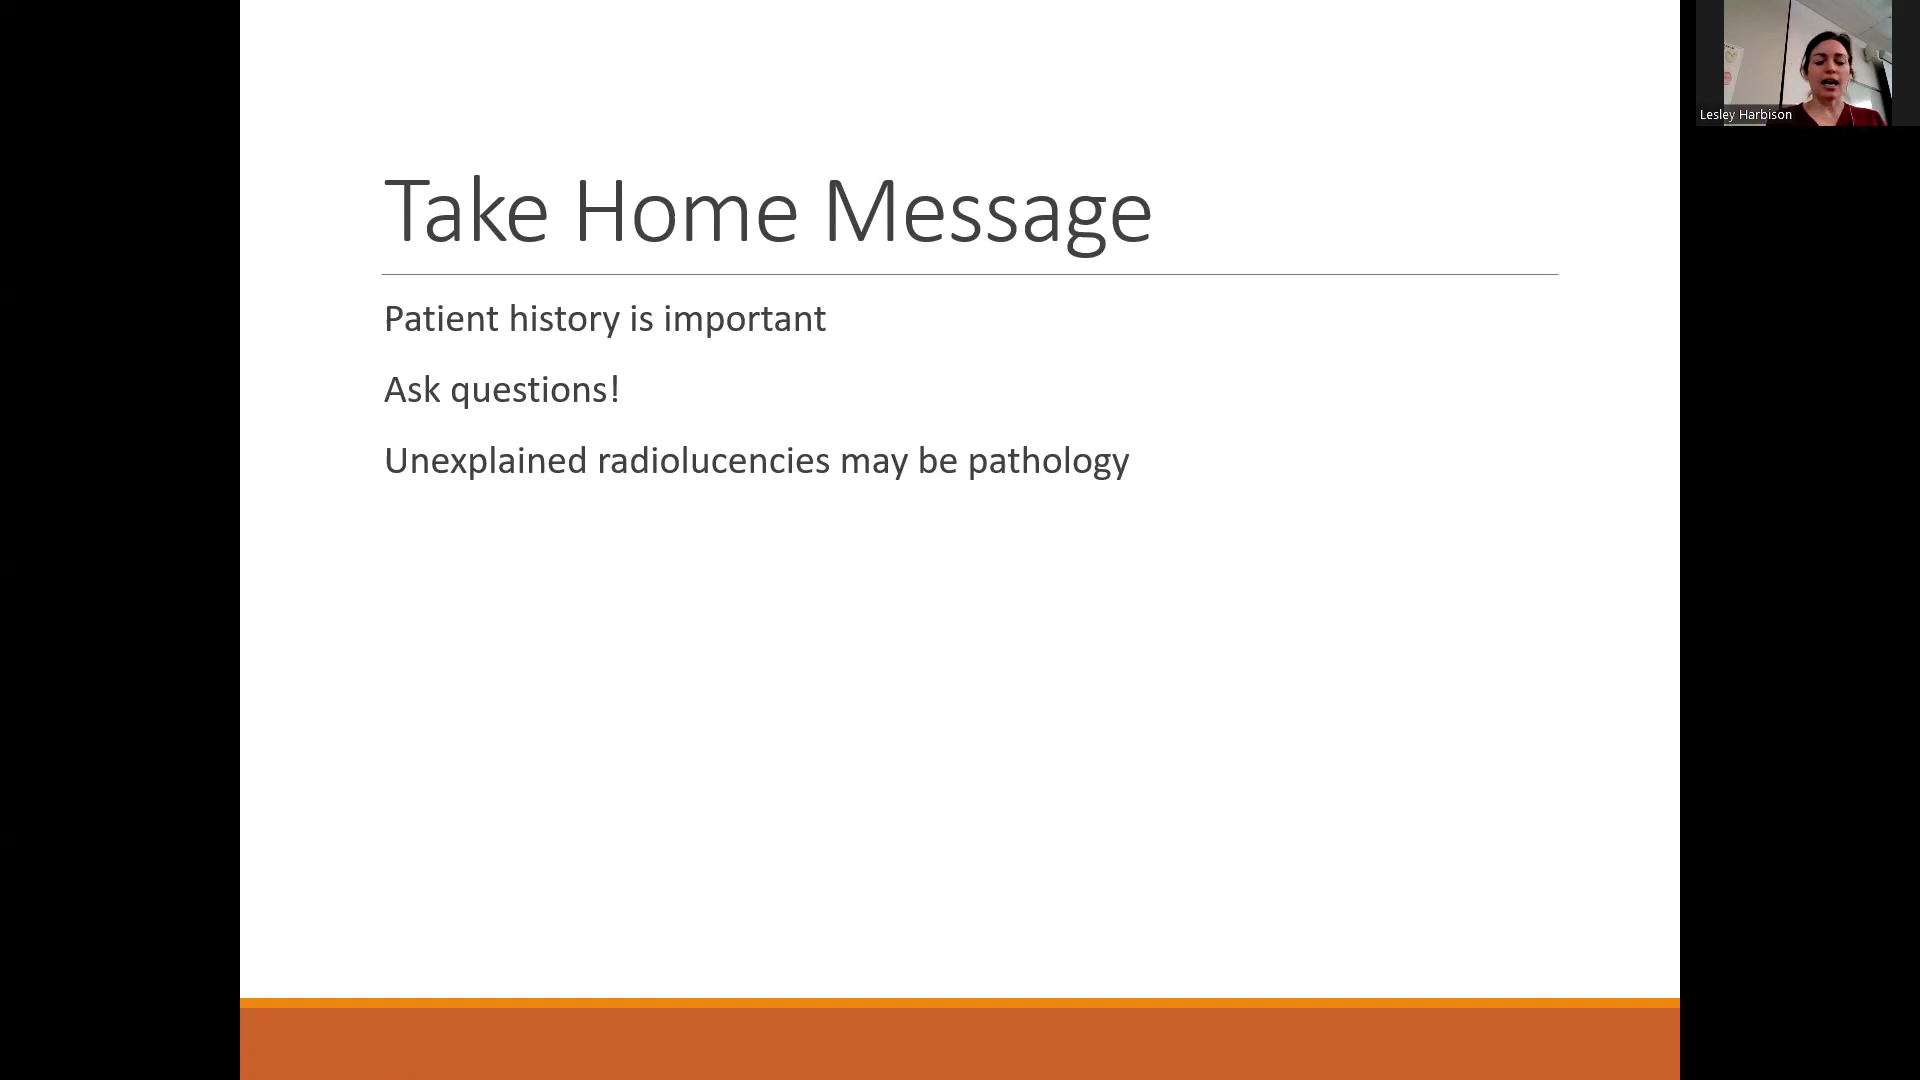 Take Home Message
Patient history is important
Ask questions!
Unexplained radiolucencies may be pathology
Lesley Harbison